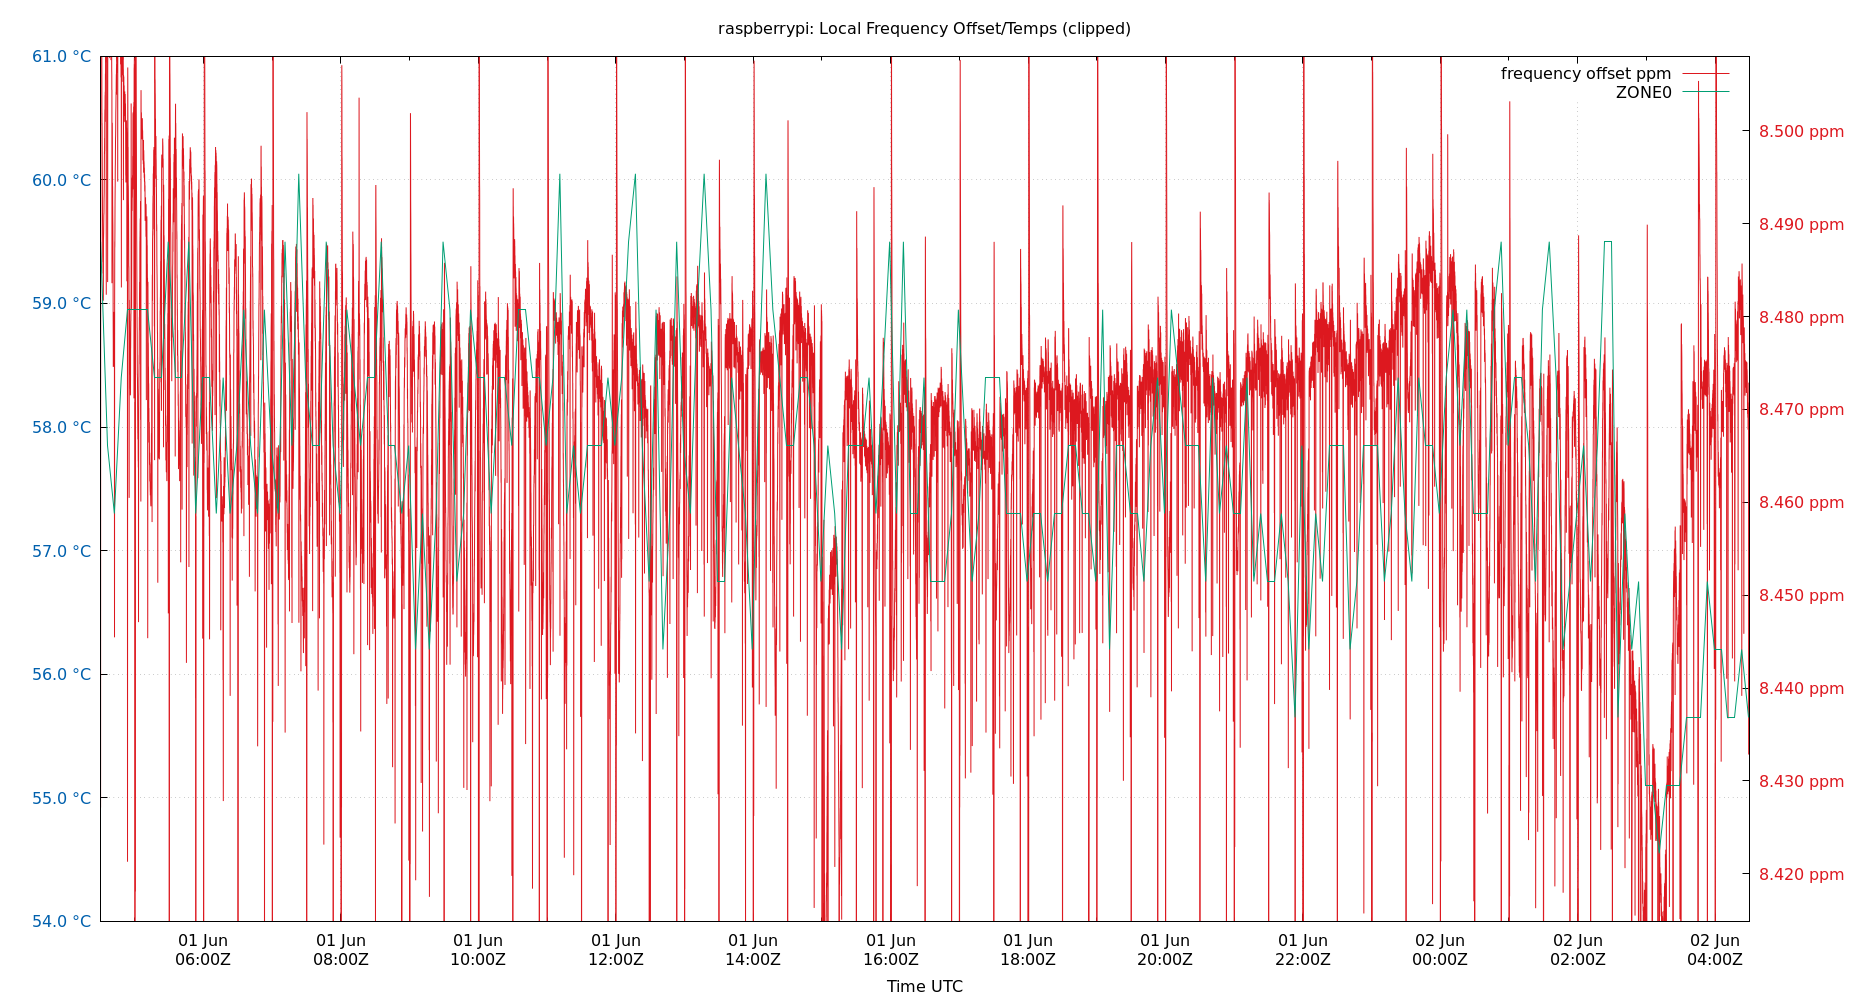 raspberrypi: Local Frequency Offset/Temps (clipped)
61.0 °C
60.0 °C
59.0 °C
58.0 °C
57.0 °C
56.0 °C
55.0 °C
54.0 °C
frequency offset ppm
ZONE0
8.500 ppm
8.490 ppm
8.480 ppm
8.470 ppm
8.460 ppm
8.450 ppm
8.440 ppm
8.430 ppm
8.420 ppm
01 Jun
06:00Z
01 Jun
08:00Z
01 Jun
10:00Z
01 Jun
12:00Z
01 Jun
14:00Z
01 Jun
16:00Z
01 Jun
18:00Z
01 Jun
20:00Z
01 Jun
22:00Z
02 Jun
00:00Z
02 Jun
02:00Z
02 Jun
04:00Z
Time UTC